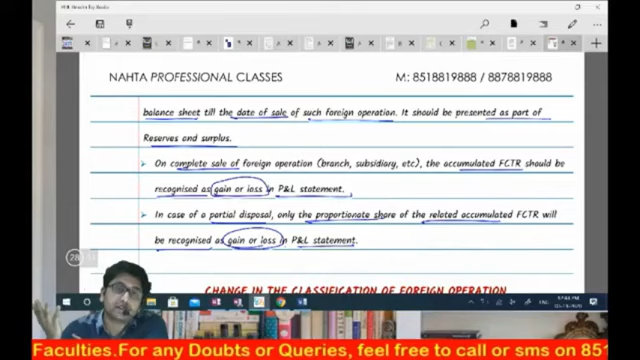 NAHTA PROFESSIONAL CLASSES M: 8518819888 / 8878819888
balance sheet till the date of sale of such foreign operation. It should be presented as part of
Reserves and surplus.
On complete sale of foreign operation (branch, subsidiary, etc), the accumulated FCTR should be
recognised as gain or loss in P&L statement.
In case of a partial disposal, only the proportionate share of the related accumulated FCTR will
be recognised as gain or loss in P&L statement.
CHANGE IN THE CLASSIFICATION OF FOREIGN OPERATION
ENG
Faculties.For any Doubts or Queries, feel free to call or sms on 851